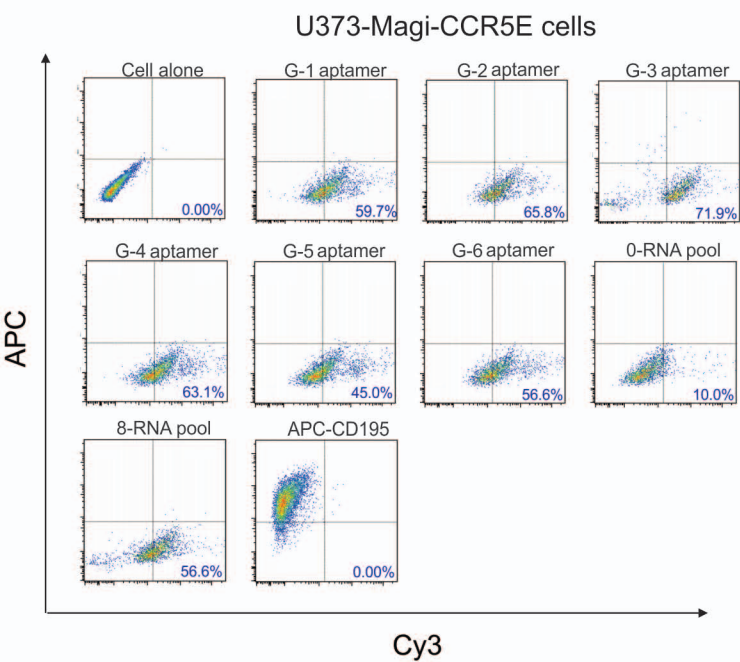 U373-Magi-CCR5E cells
Cell alone
G-1 aptamer
G-2 aptamer
G-3 aptamer
0.00%
59.7%
65.8%
71.9%
G-4 aptamer
G-5 aptamer
G-6 aptamer
0-RNA pool
63.1%
45.0%
56.6%
10.0%
APC
8-RNA pool
APC-CD195
56.6%
0.00%
Cy3